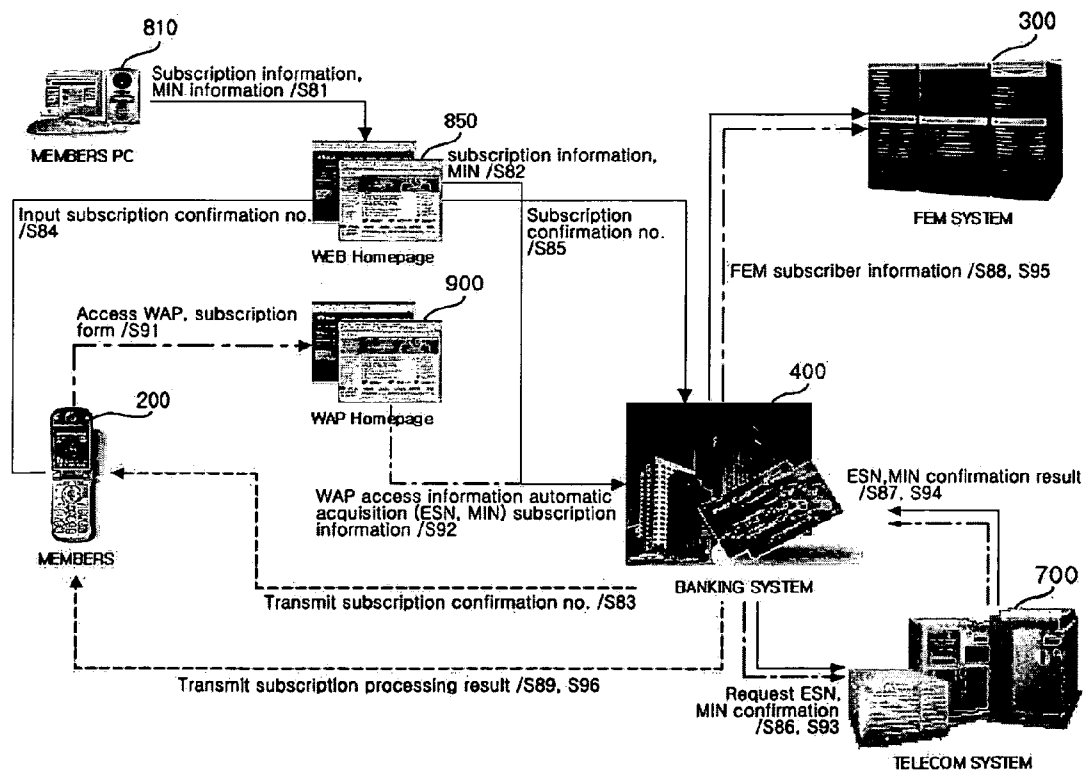 810
300
Subscription information,
MIN information /S81
850
MEMBERS PC
subscription information,
MIN /S82
Input subscription confirmation no.
/S84
Subscription
confirmation no.
/S85
FEM SYSTEM
WEB Homepage
FEM subscriber information /S88, S95
900
Access WAP, subscription
form /S91
400
200
WAP Homepage
ESN,MIN confirmation result
/S87, S94
WAP access information automatic
acquisition (ESN, MIN) subscription
information /S92
MEMBERS
BANKING SYSTEM
700
Transmit subscription confirmation no. /S83
Transmit subscription processing result /S89, S96
Request ESN,
MIN confirmation
/S86, S93
TELECOM SYSTEM